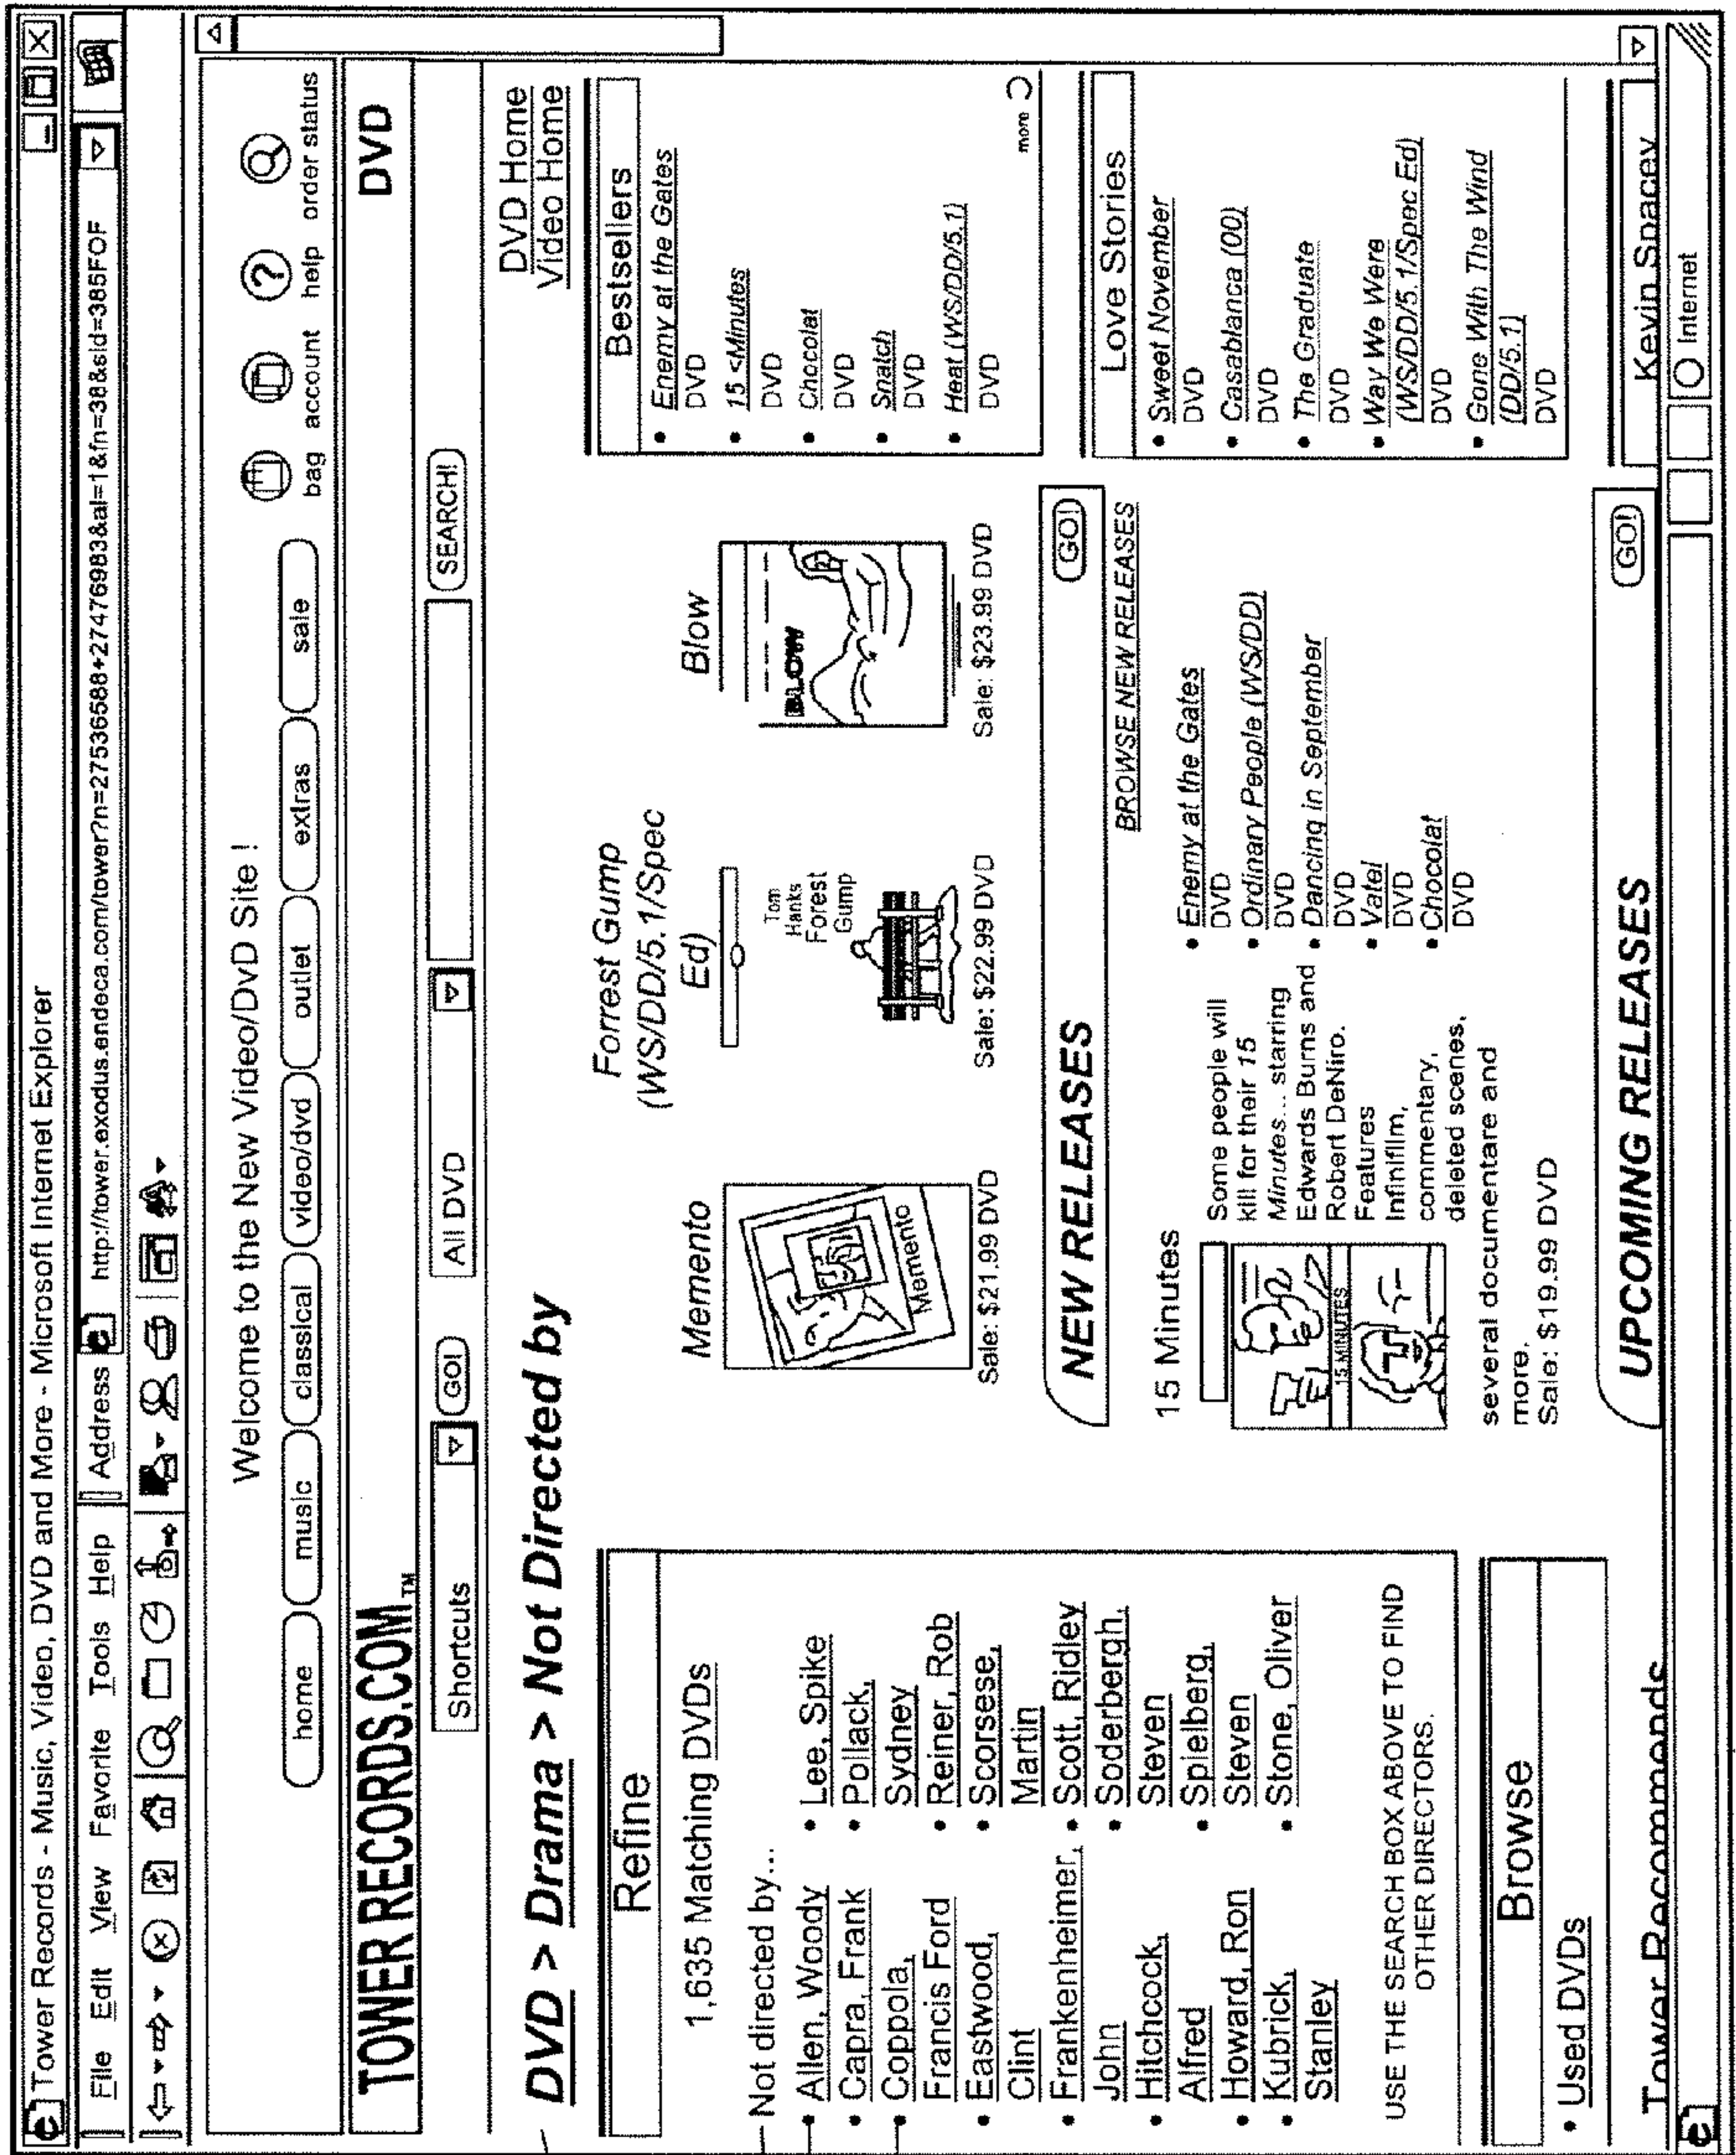 Tower Records - Music, Video, DVD and More - Microsoft Internet Explorer
File Edit View Favorite Tools Help Address http://tower.exodus.endeca.com/tower?n=27536588+27476983&al=1&fn=38&sid=385FOF
Welcome to the New Video/DvD Site !
home music classical video/dvd outlet extras sale
bag account help order status
TOWER RECORDS.COM™ DVD
Shortcuts GO! All DVD SEARCH!
DVD > Drama > Not Directed by
DVD Home
Video Home
Refine
1,635 Matching DVDs
Not directed by...
• Allen, Woody
• Capra, Frank
• Coppola,
Francis Ford
• Eastwood,
Clint
• Frankenheimer,
John
• Hitchcock,
Alfred
• Howard, Ron
• Kubrick,
Stanley
• Lee, Spike
• Pollack,
Sydney
• Reiner, Rob
• Scorsese,
Martin
• Scott, Ridley
• Soderbergh,
Steven
• Spielberg,
Steven
• Stone, Oliver
USE THE SEARCH BOX ABOVE TO FIND
OTHER DIRECTORS.
Browse
• Used DVDs
Tower Recommends
Memento
Memento
Sale: $21.99 DVD
Forrest Gump
(WS/DD/5.1/Spec
Ed)
Tom
Hanks
Forest
Gump
Sale: $22.99 DVD
Blow
BLOW
Sale: $23.99 DVD
NEW RELEASES GO!
BROWSE NEW RELEASES
15 Minutes
15 MINUTES
Some people will
kill for their 15
Minutes... starring
Edwards Burns and
Robert DeNiro.
Features
Infinifilm,
commentary,
deleted scenes,
several documentare and
more.
Sale: $19.99 DVD
• Enemy at the Gates
DVD
• Ordinary People (WS/DD)
DVD
• Dancing in September
DVD
• Vatel
DVD
• Chocolat
DVD
UPCOMING RELEASES GO!
Bestsellers
• Enemy at the Gates
DVD
• 15 <Minutes
DVD
• Chocolat
DVD
• Snatch
DVD
• Heat (WS/DD/5.1)
DVD
more
Love Stories
• Sweet November
DVD
• Casablanca (00)
DVD
• The Graduate
DVD
• Way We Were
(WS/DD/5.1/Spec Ed)
DVD
• Gone With The Wind
(DD/5.1)
DVD
Kevin Spacey
Internet